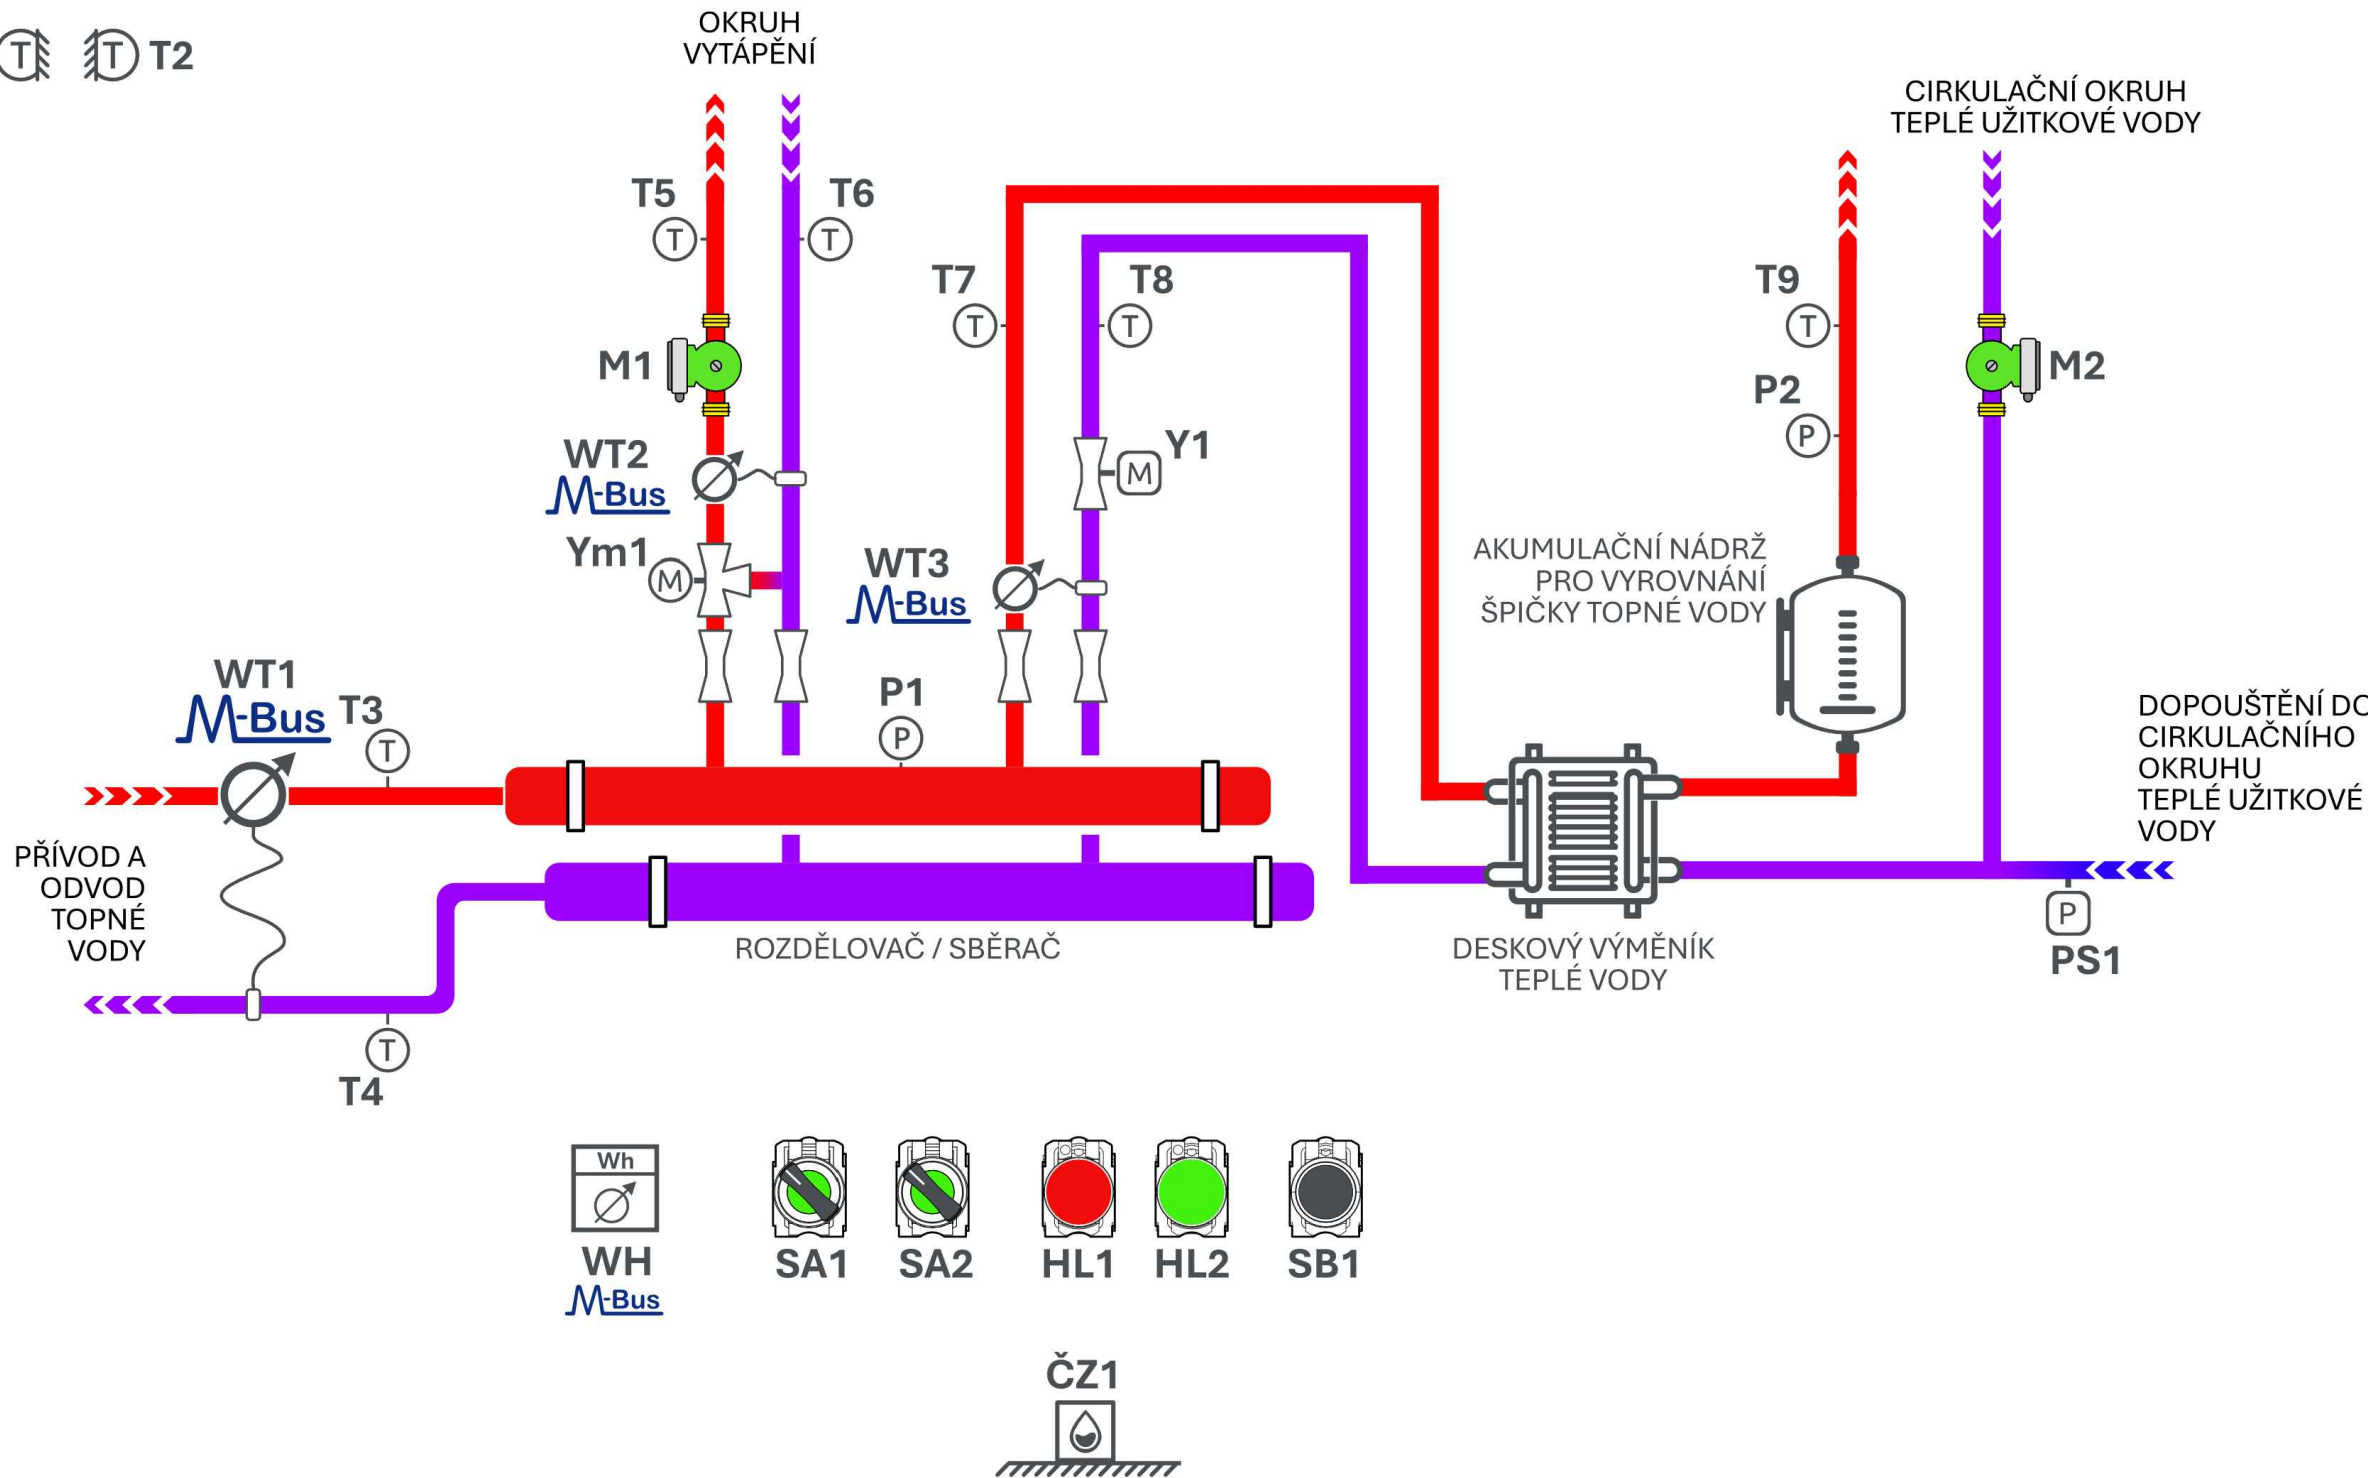 T
T
T2
OKRUH
VYTÁPĚNÍ
CIRKULAČNÍ OKRUH
TEPLÉ UŽITKOVÉ VODY
T5
T
T6
T
T7
T
T8
T
T9
T
M1
P2
P
M2
WT2
M-Bus
Y1
M
Ym1
M
WT3
M-Bus
AKUMULAČNÍ NÁDRŽ
PRO VYROVNÁNÍ
ŠPIČKY TOPNÉ VODY
WT1
M-Bus
T3
T
P1
P
DOPOUŠTĚNÍ DO
CIRKULAČNÍHO
OKRUHU
TEPLÉ UŽITKOVÉ
VODY
PŘÍVOD A
ODVOD
TOPNÉ
VODY
ROZDĚLOVAČ / SBĚRAČ
DESKOVÝ VÝMĚNÍK
TEPLÉ VODY
P
PS1
T
T4
Wh
WH
M-Bus
SA1
SA2
HL1
HL2
SB1
ČZ1